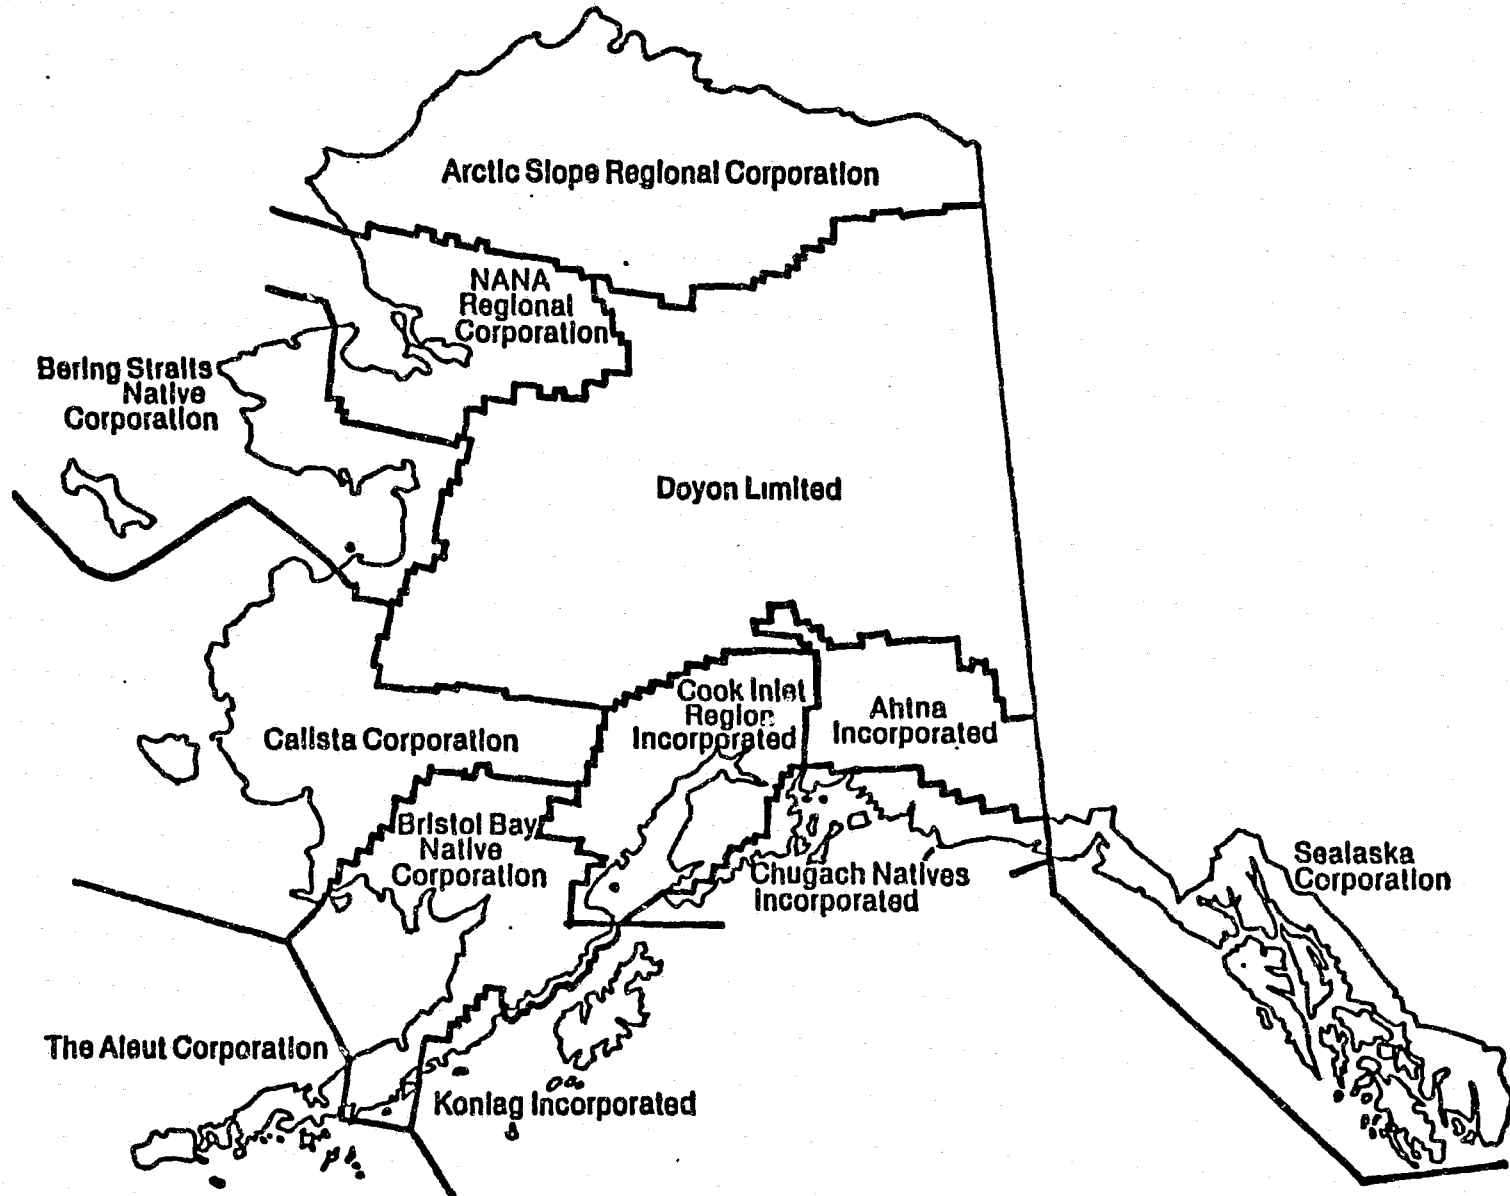 Arctic Slope Regional Corporation
NANA
Regional
Corporation
Bering Straits
Native
Corporation
Doyon Limited
Cook Inlet
Region
Incorporated
Ahtna
Incorporated
Calista Corporation
Bristol Bay
Native
Corporation
Chugach Natives
Incorporated
Sealaska
Corporation
The Aleut Corporation
Koniag Incorporated